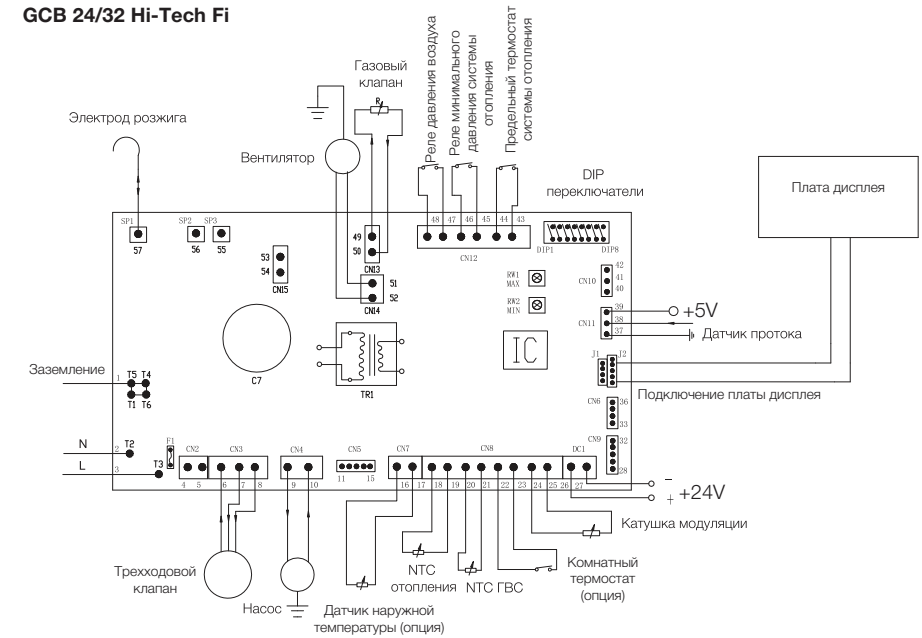 GCB 24/32 Hi-Tech Fi
Электрод розжига
Вентилятор
Газовый
клапан
R
Реле давления воздуха
Реле минимального
давления системы
отопления
Предельный термостат
системы отопления
DIP
переключатели
Плата дисплея
SP1
57
SP2 SP3
56 55
53
54
CN15
49
50
CN13
51
52
CN14
48 47 46 45 44 43
CN12
DIP1 DIP8
RW1
MAX
RW2
MIN
IC
CN10
42
41
40
CN11
39
38
37
+5V
Датчик протока
J1 J2
Подключение платы дисплея
CN6
36
33
CN9
32
28
C7
TR1
Заземление
1
T5 T4
T1 T6
N
2
T2
L
3
T3
F1
CN2 CN3 CN4 CN5 CN7 CN8 DC1
4 5 6 7 8 9 10 11 15 16 17 18 19 20 21 22 23 24 25 26 27
−
+ +24V
Катушка модуляции
Трехходовой
клапан
Насос
Датчик наружной
температуры (опция)
NTC
отопления
NTC ГВС
Комнатный
термостат
(опция)